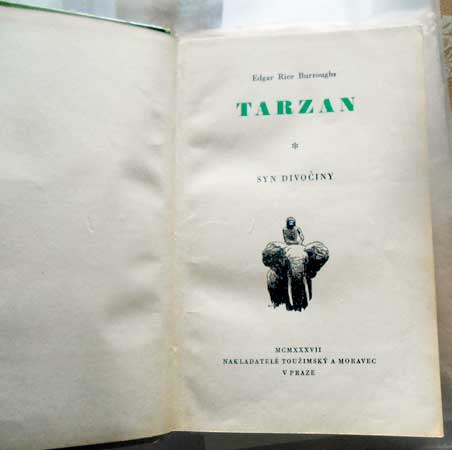 Edgar Rice Burroughs
TARZAN
*
SYN DIVOČINY
MCMXXXVII
NAKLADATELÉ TOUŽIMSKÝ A MORAVEC
V PRAZE